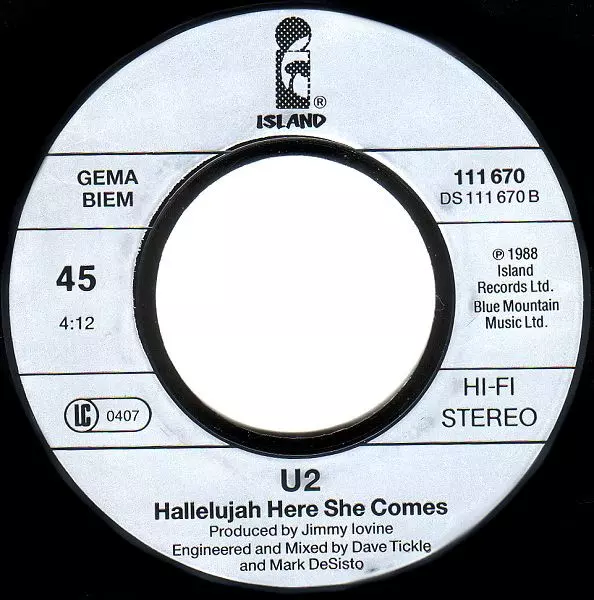 ®
ISLAND
GEMA
BIEM
111 670
DS 111 670 B
45
4:12
℗ 1988
Island
Records Ltd.
Blue Mountain
Music Ltd.
LC 0407
HI-FI
STEREO
U2
Hallelujah Here She Comes
Produced by Jimmy Iovine
Engineered and Mixed by Dave Tickle
and Mark DeSisto